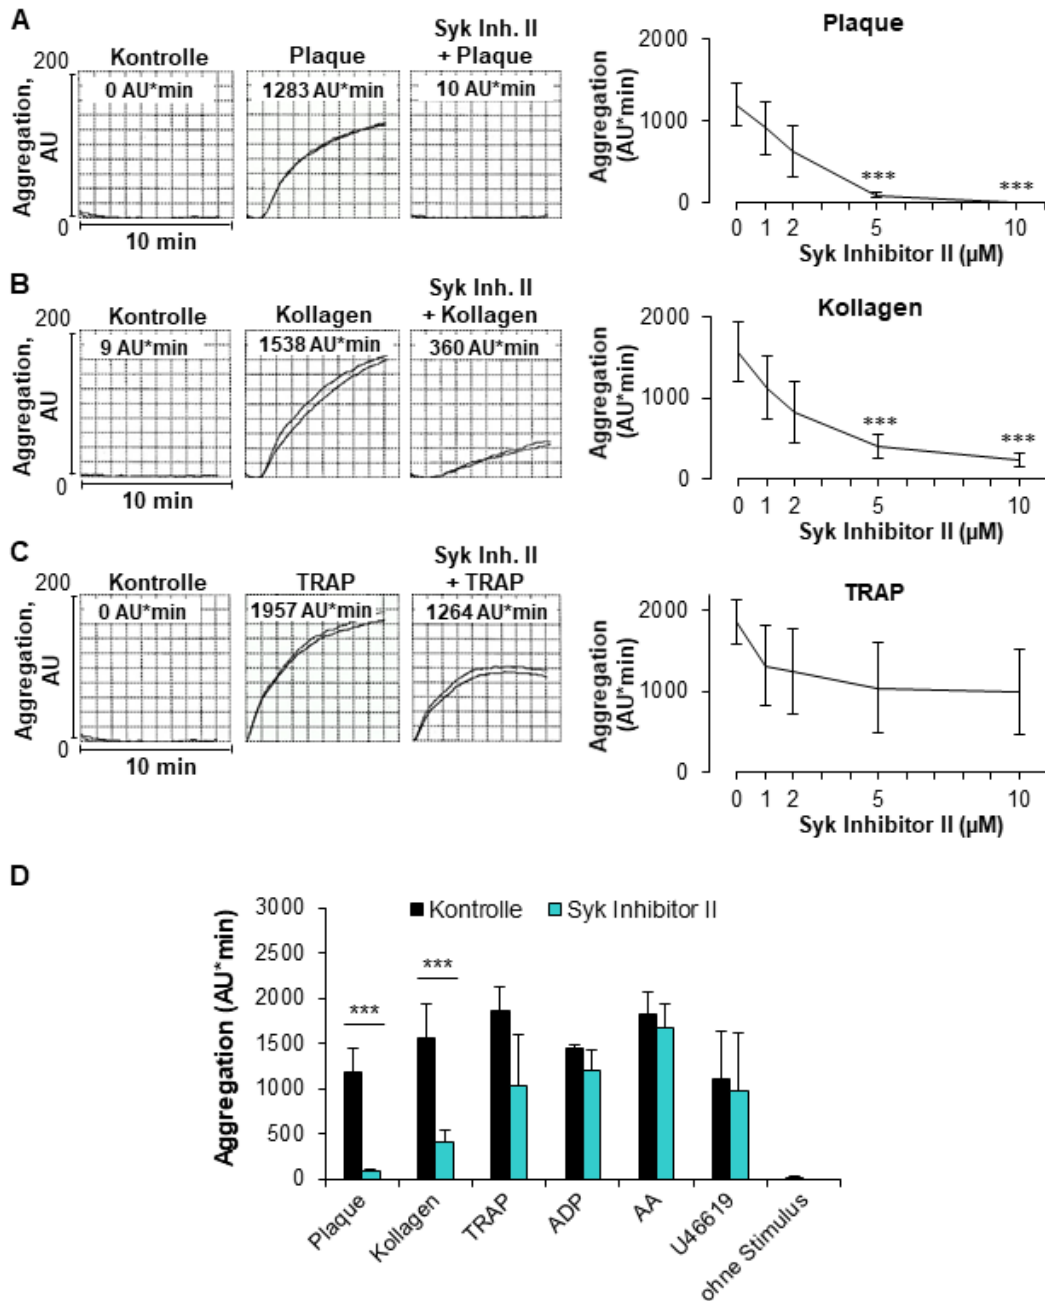 A
Syk Inh. II
Kontrolle Plaque + Plaque
Plaque
200
0 AU*min 1283 AU*min 10 AU*min
Aggregation,
AU
0
10 min
Aggregation
(AU*min)
2000
1000
0
*** ***
0 1 2 5 10
Syk Inhibitor II (µM)
B
Syk Inh. II
Kontrolle Kollagen + Kollagen
Kollagen
200
9 AU*min 1538 AU*min 360 AU*min
Aggregation,
AU
0
10 min
Aggregation
(AU*min)
2000
1000
0
*** ***
0 1 2 5 10
Syk Inhibitor II (µM)
C
Syk Inh. II
Kontrolle TRAP + TRAP
TRAP
200
0 AU*min 1957 AU*min 1264 AU*min
Aggregation,
AU
0
10 min
Aggregation
(AU*min)
2000
1000
0
0 1 2 5 10
Syk Inhibitor II (µM)
D
Kontrolle Syk Inhibitor II
Aggregation (AU*min)
3000
2500
2000
1500
1000
500
0
*** ***
Plaque Kollagen TRAP ADP AA U46619 ohne Stimulus